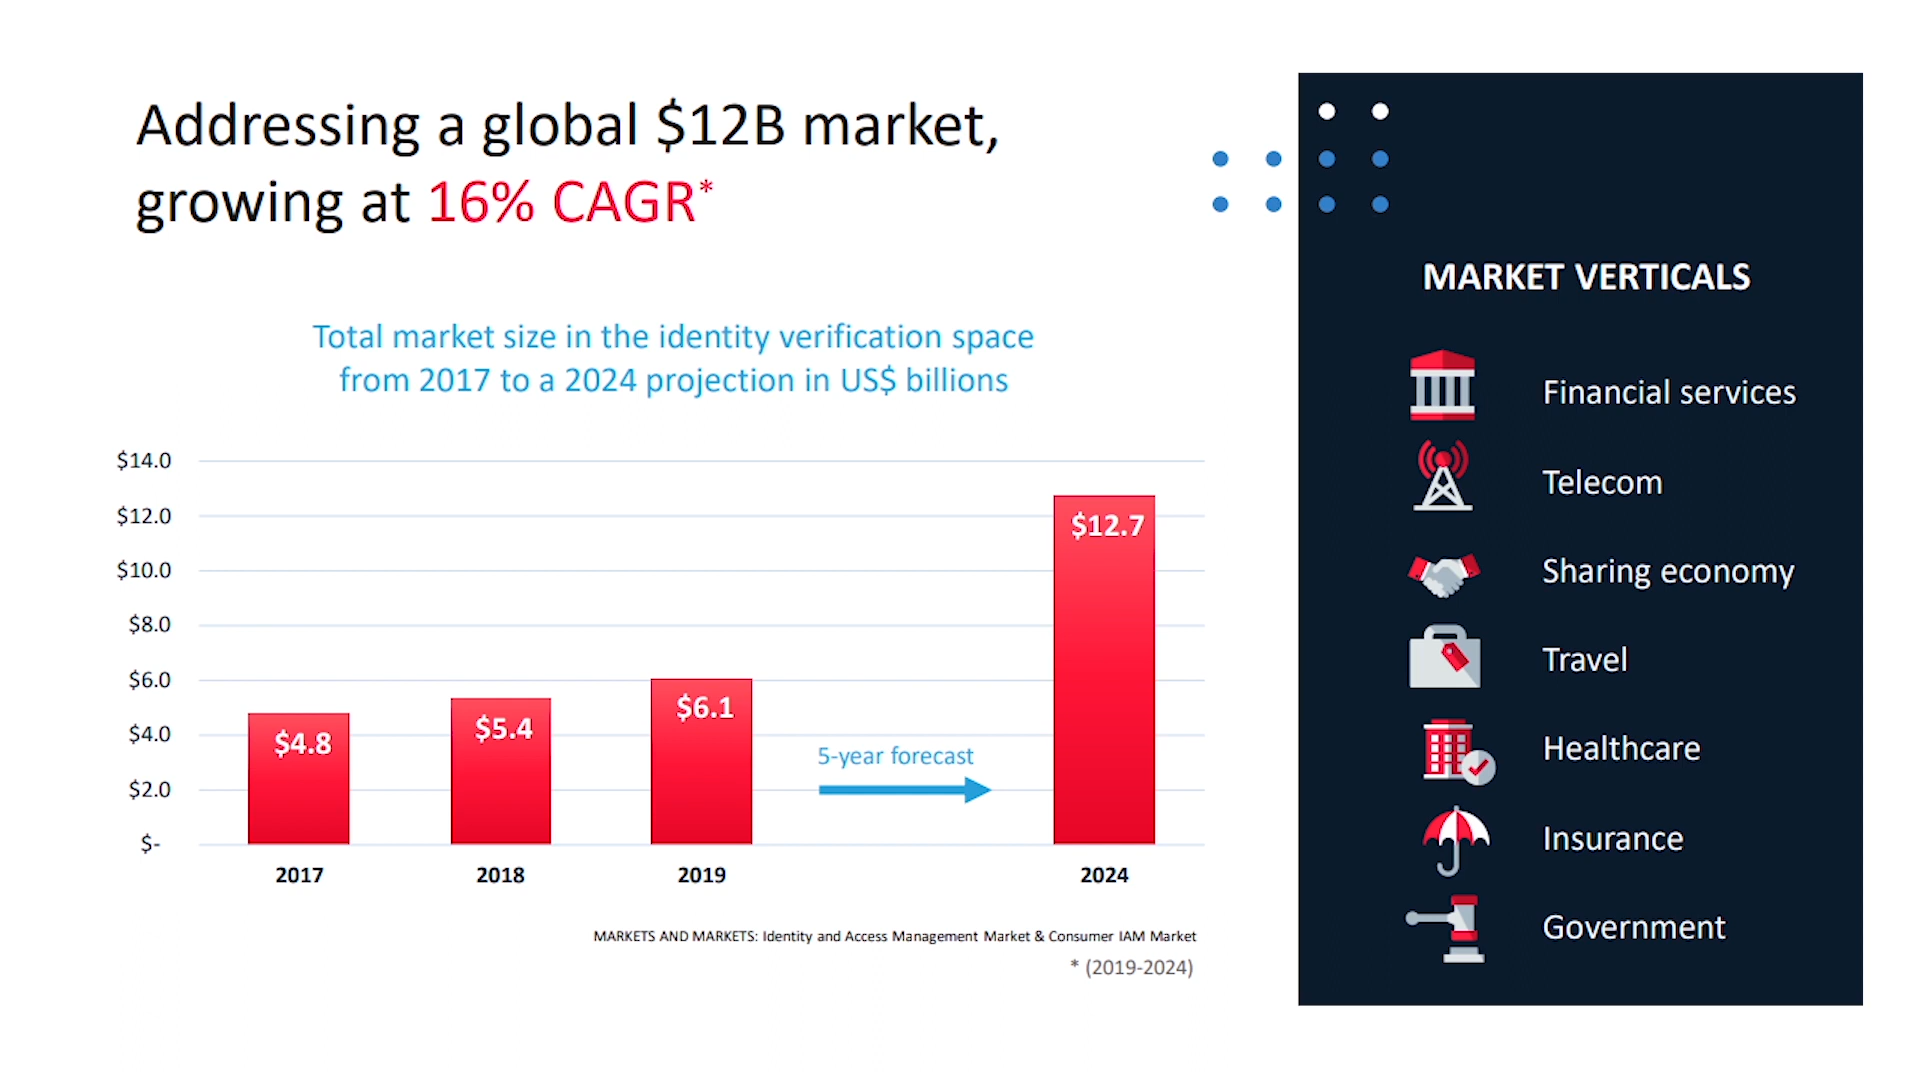 Addressing a global $12B market,
growing at 16% CAGR*
Total market size in the identity verification space
from 2017 to a 2024 projection in US$ billions
$14.0
$12.0
$10.0
$8.0
$6.0
$4.0
$2.0
$-
$4.8
$5.4
$6.1
5-year forecast
$12.7
2017
2018
2019
2024
MARKETS AND MARKETS: Identity and Access Management Market & Consumer IAM Market
* (2019-2024)
MARKET VERTICALS
Financial services
Telecom
Sharing economy
Travel
Healthcare
Insurance
Government